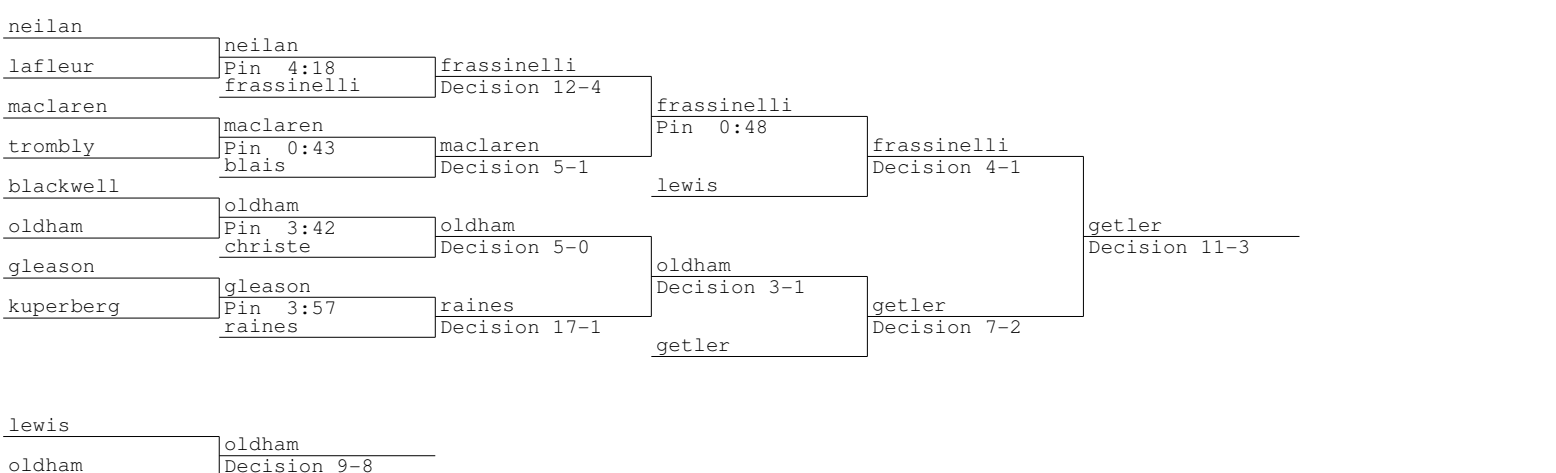 neilan
lafleur
maclaren
trombly
blackwell
oldham
gleason
kuperberg
neilan
Pin 4:18
frassinelli
maclaren
Pin 0:43
blais
oldham
Pin 3:42
christe
gleason
Pin 3:57
raines
frassinelli
Decision 12-4
maclaren
Decision 5-1
oldham
Decision 5-0
raines
Decision 17-1
frassinelli
Pin 0:48
lewis
oldham
Decision 3-1
getler
frassinelli
Decision 4-1
getler
Decision 7-2
getler
Decision 11-3
lewis
oldham
oldham
Decision 9-8